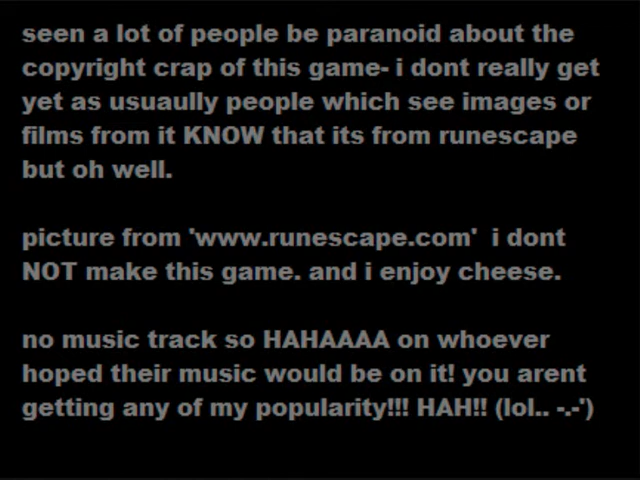 seen a lot of people be paranoid about the
copyright crap of this game- i dont really get
yet as usuaully people which see images or
films from it KNOW that its from runescape
but oh well.
picture from 'www.runescape.com'  i dont
NOT make this game. and i enjoy cheese.
no music track so HAHAAAA on whoever
hoped their music would be on it! you arent
getting any of my popularity!!! HAH!! (lol.. -.-')